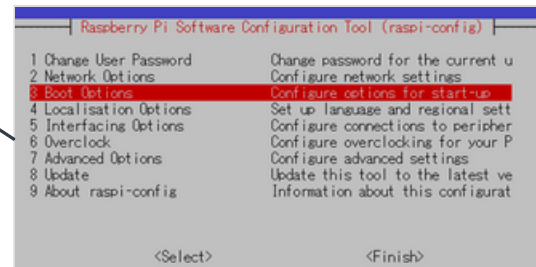 Raspberry Pi Software Configuration Tool (raspi-config)
1 Change User Password Change password for the current u
2 Network Options Configure network settings
3 Boot Options Configure options for start-up
4 Localisation Options Set up language and regional sett
5 Interfacing Options Configure connections to peripher
6 Overclock Configure overclocking for your P
7 Advanced Options Configure advanced settings
8 Update Update this tool to the latest ve
9 About raspi-config Information about this configurat
<Select> <Finish>